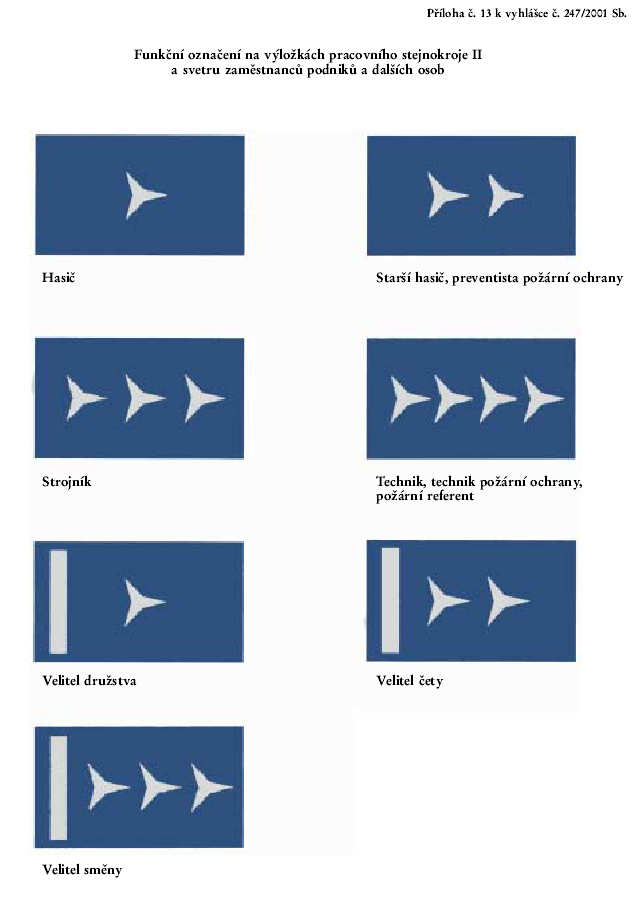 Příloha č. 13 k vyhlášce č. 247/2001 Sb.
Funkční označení na výložkách pracovního stejnokroje II
a svetru zaměstnanců podniků a dalších osob
Hasič
Starší hasič, preventista požární ochrany
Strojník
Technik, technik požární ochrany,
požární referent
Velitel družstva
Velitel čety
Velitel směny